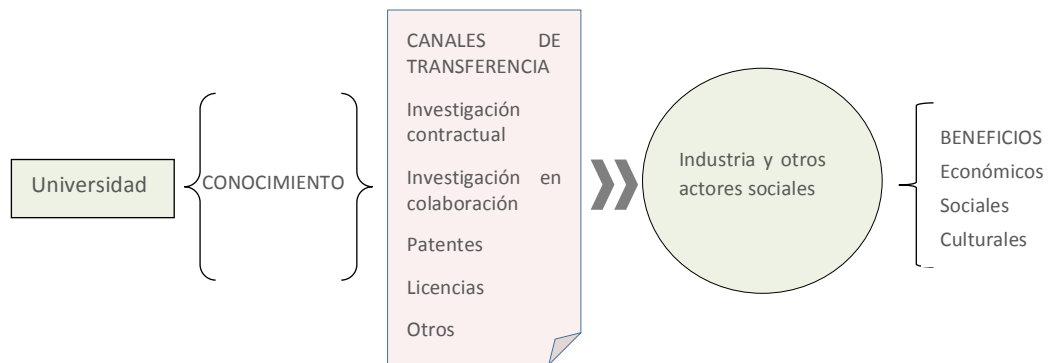 Universidad
CONOCIMIENTO
CANALES DE
TRANSFERENCIA
Investigación
contractual
Investigación en
colaboración
Patentes
Licencias
Otros
Industria y otros
actores sociales
BENEFICIOS
Económicos
Sociales
Culturales